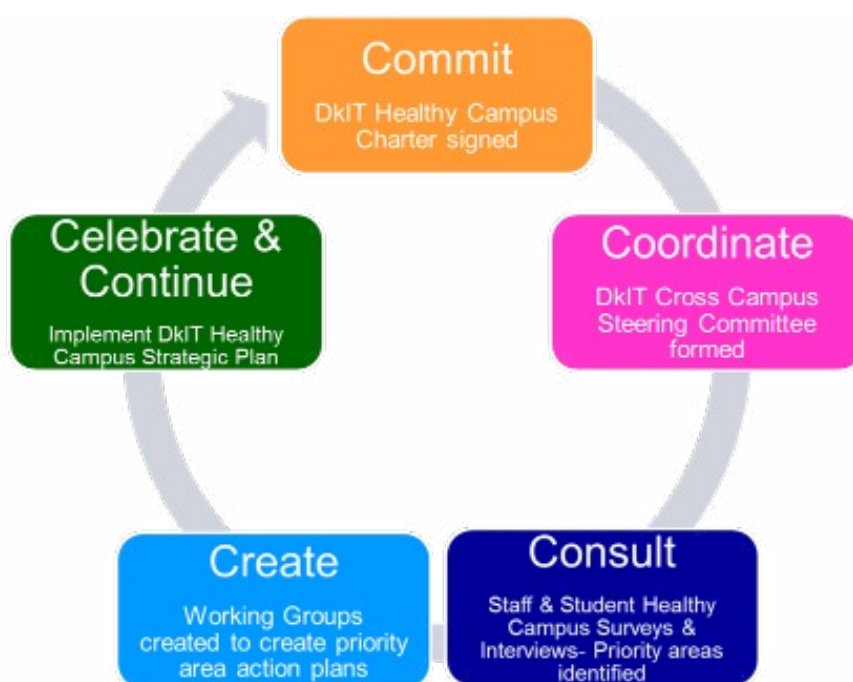 Commit
DkIT Healthy Campus
Charter signed
Coordinate
DkIT Cross Campus
Steering Committee
formed
Consult
Staff & Student Healthy
Campus Surveys &
Interviews- Priority areas
identified
Create
Working Groups
created to create priority
area action plans
Celebrate &
Continue
Implement DkIT Healthy
Campus Strategic Plan